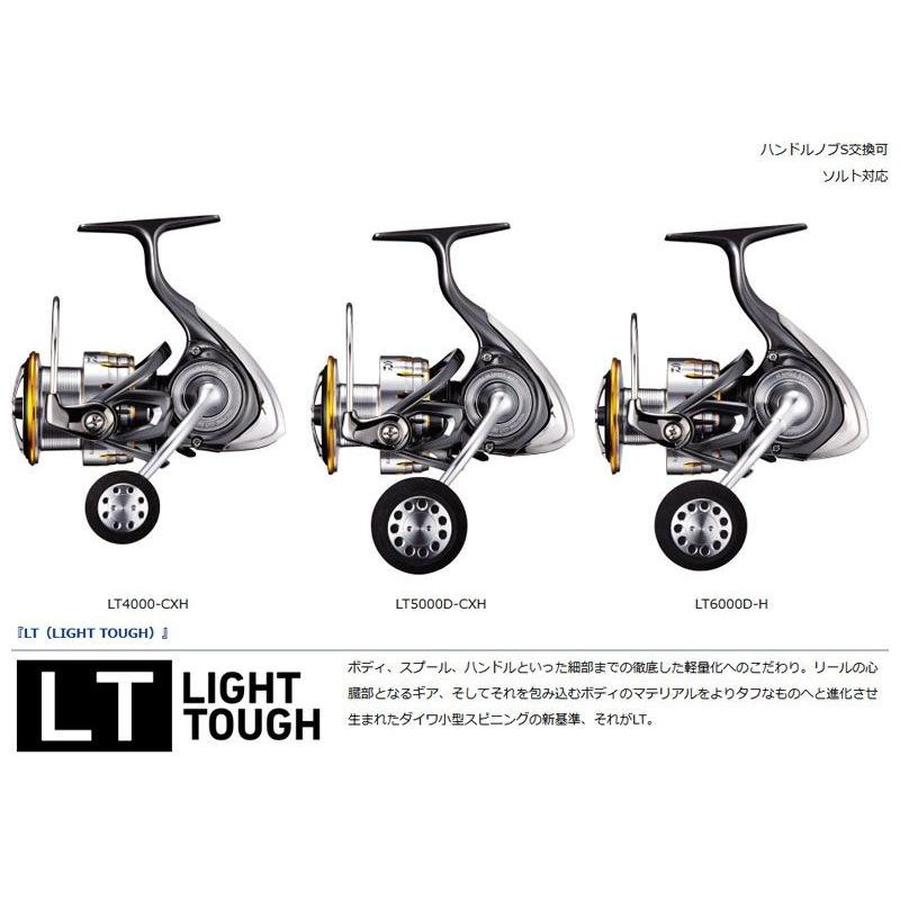 ハンドルノブS交換可
ソルト対応
LT4000-CXH
LT5000D-CXH
LT6000D-H
『LT（LIGHT TOUGH）』
LT LIGHT
TOUGH
ボディ、スプール、ハンドルといった細部までの徹底した軽量化へのこだわり。リールの心
臓部となるギア、そしてそれを包み込むボディのマテリアルをよりタフなものへと進化させ
生まれたダイワ小型スピニングの新基準、それがLT。